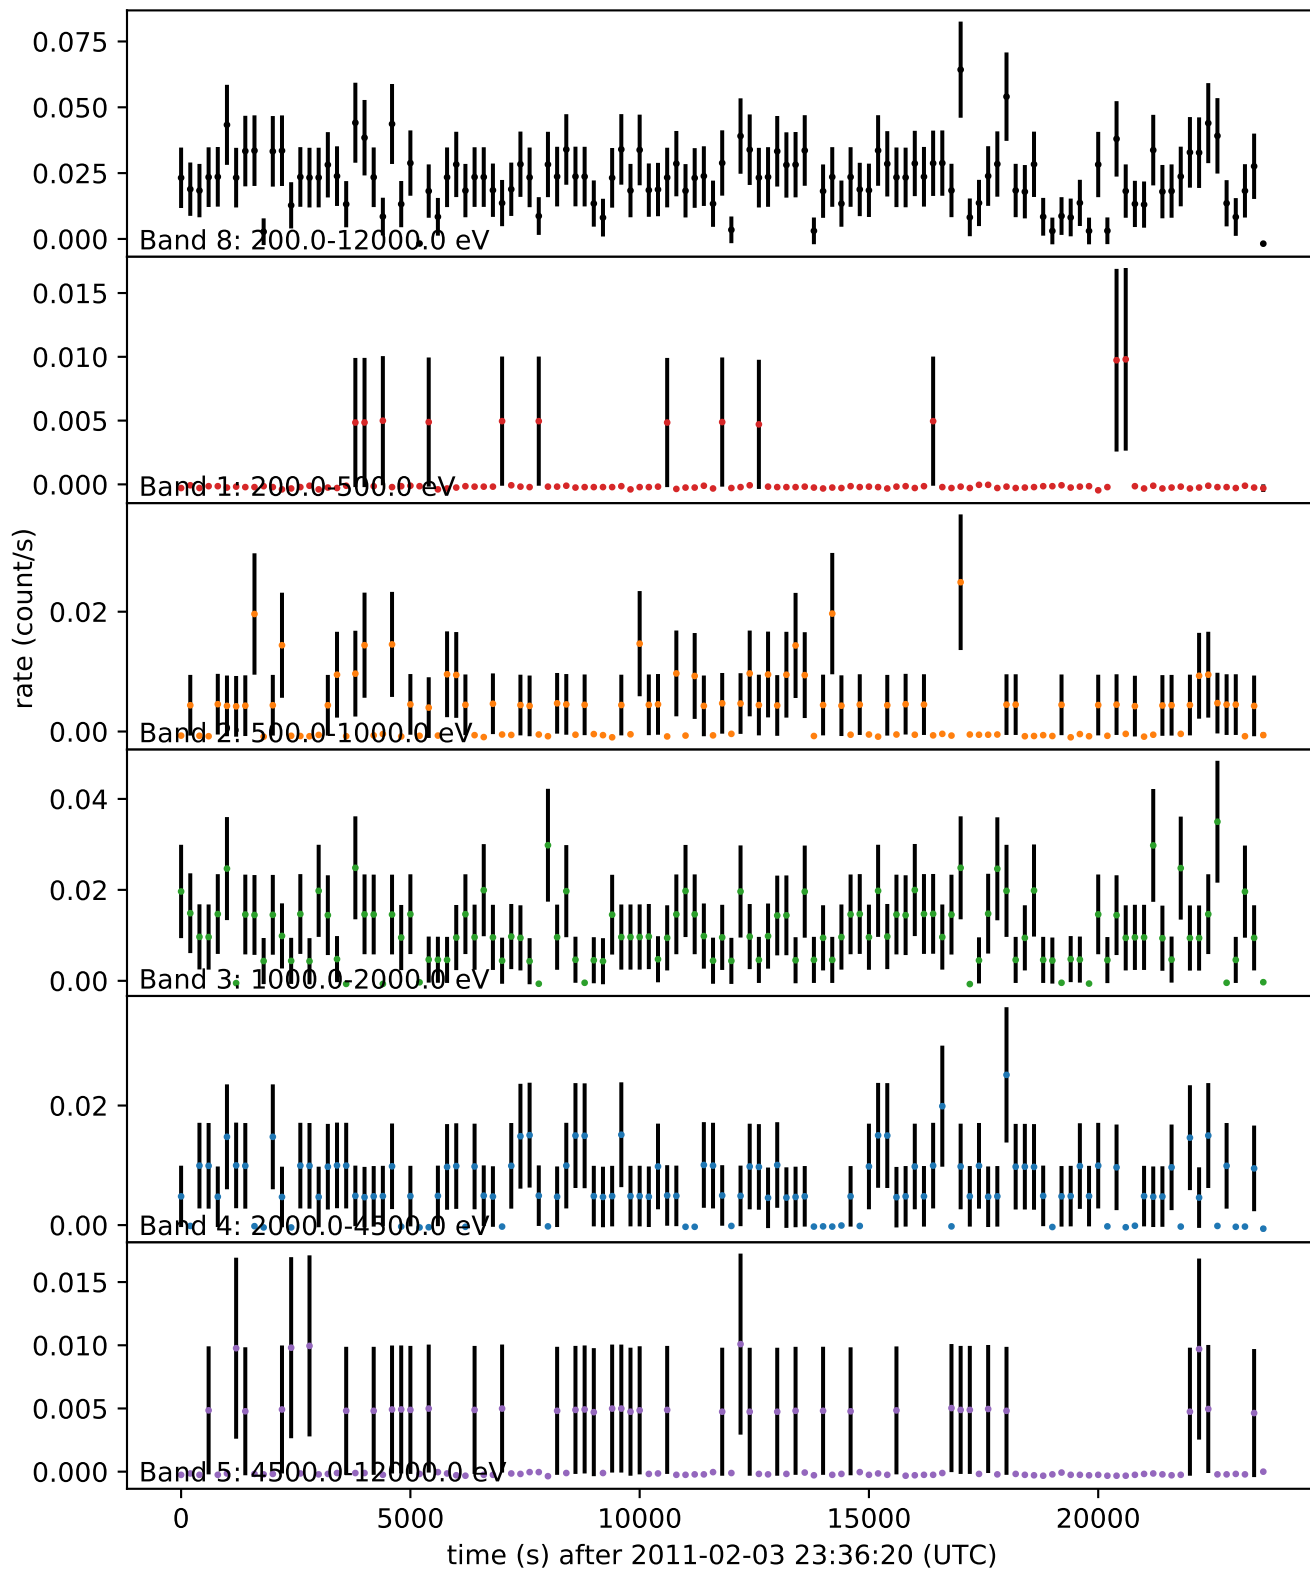 0.075
0.050
0.025
0.000
Band 8: 200.0-12000.0 eV
0.015
0.010
0.005
0.000
Band 1: 200.0-500.0 eV
rate (count/s)
0.02
0.00
Band 2: 500.0-1000.0 eV
0.04
0.02
0.00
Band 3: 1000.0-2000.0 eV
0.02
0.00
Band 4: 2000.0-4500.0 eV
0.015
0.010
0.005
0.000
Band 5: 4500.0-12000.0 eV
0 5000 10000 15000 20000
time (s) after 2011-02-03 23:36:20 (UTC)